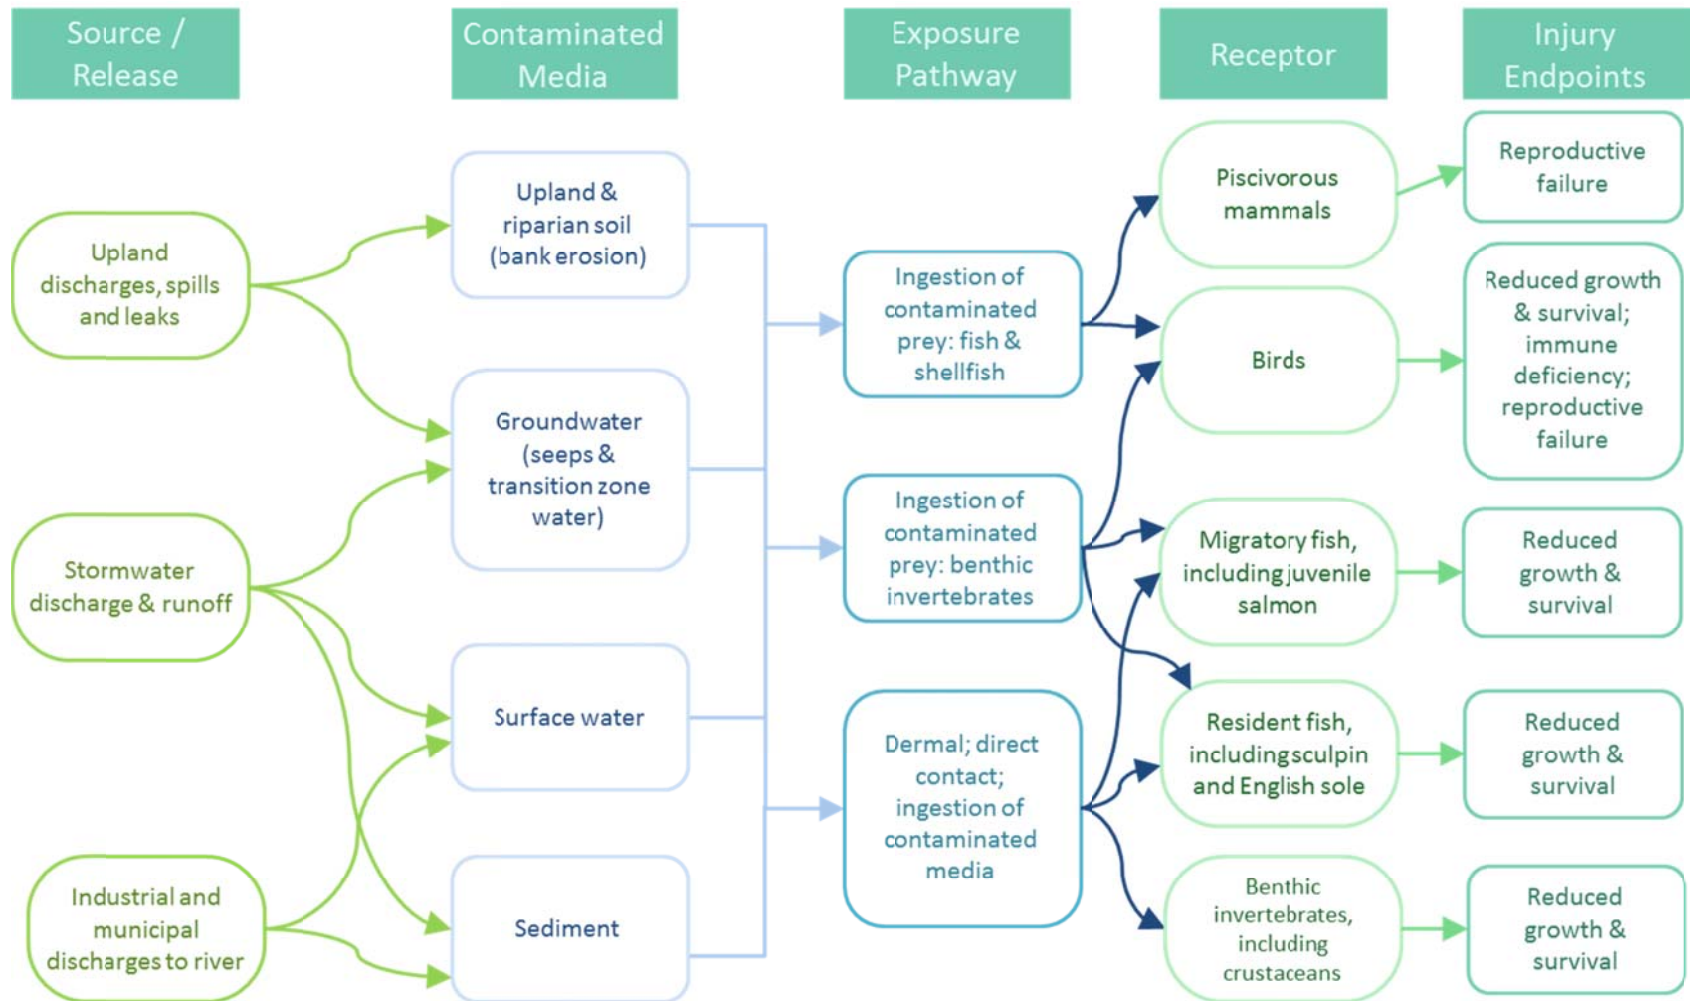 Source /
Release
Contaminated
Media
Exposure
Pathway
Receptor
Injury
Endpoints
Upland
discharges, spills
and leaks
Stormwater
discharge & runoff
Industrial and
municipal
discharges to river
Upland &
riparian soil
(bank erosion)
Groundwater
(seeps &
transition zone
water)
Surface water
Sediment
Ingestion of
contaminated
prey: fish &
shellfish
Ingestion of
contaminated
prey: benthic
invertebrates
Dermal; direct
contact;
ingestion of
contaminated
media
Piscivorous
mammals
Birds
Migratory fish,
including juvenile
salmon
Resident fish,
including sculpin
and English sole
Benthic
invertebrates,
including
crustaceans
Reproductive
failure
Reduced growth
& survival;
immune
deficiency;
reproductive
failure
Reduced
growth &
survival
Reduced
growth &
survival
Reduced
growth &
survival